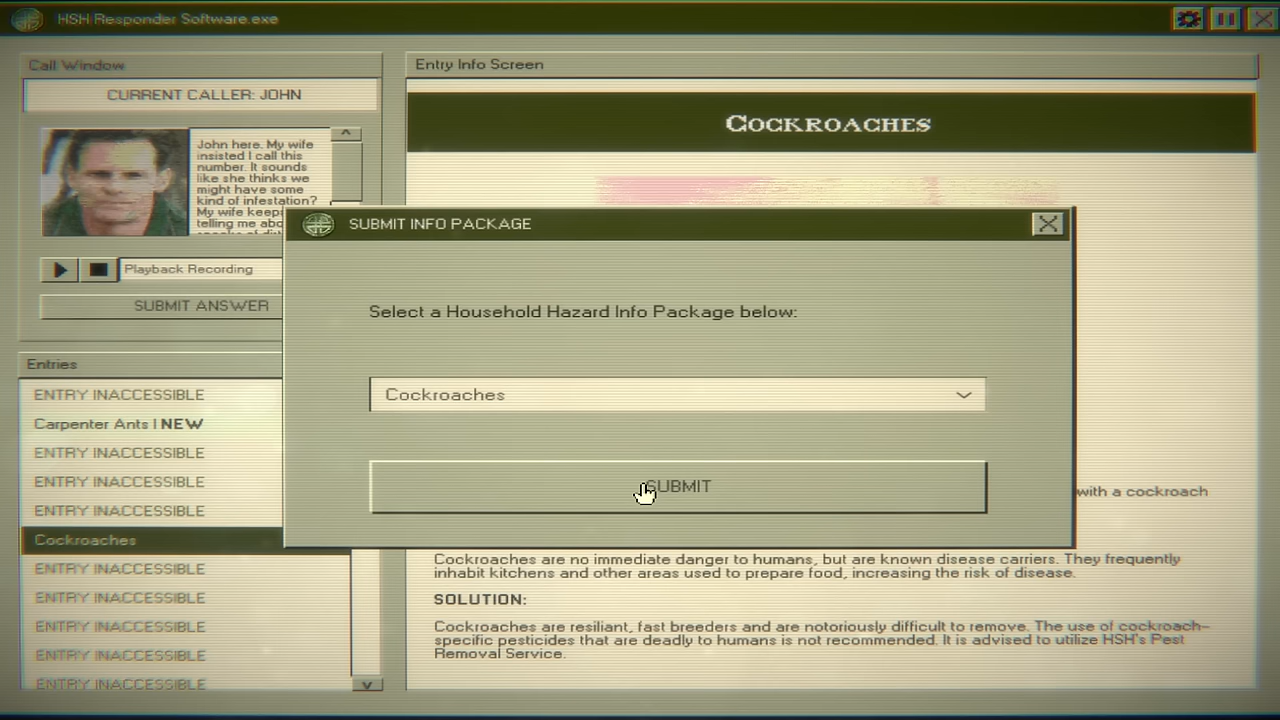 HSH Responder Software.exe
Call Window
CURRENT CALLER: JOHN
John here. My wife
insisted I call this
number. It sounds
like she thinks we
might have some
kind of infestation?
My wife keeps
telling me abo
Playback Recording
SUBMIT ANSWER
Entries
ENTRY INACCESSIBLE
Carpenter Ants | NEW
ENTRY INACCESSIBLE
ENTRY INACCESSIBLE
ENTRY INACCESSIBLE
Cockroaches
ENTRY INACCESSIBLE
ENTRY INACCESSIBLE
ENTRY INACCESSIBLE
ENTRY INACCESSIBLE
ENTRY INACCESSIBLE
Entry Info Screen
COCKROACHES
SUBMIT INFO PACKAGE
Select a Household Hazard Info Package below:
Cockroaches
SUBMIT
with a cockroach
Cockroaches are no immediate danger to humans, but are known disease carriers. They frequently
inhabit kitchens and other areas used to prepare food, increasing the risk of disease.
SOLUTION:
Cockroaches are resiliant, fast breeders and are notoriously difficult to remove. The use of cockroach-
specific pesticides that are deadly to humans is not recommended. It is advised to utilize HSH's Pest
Removal Service.